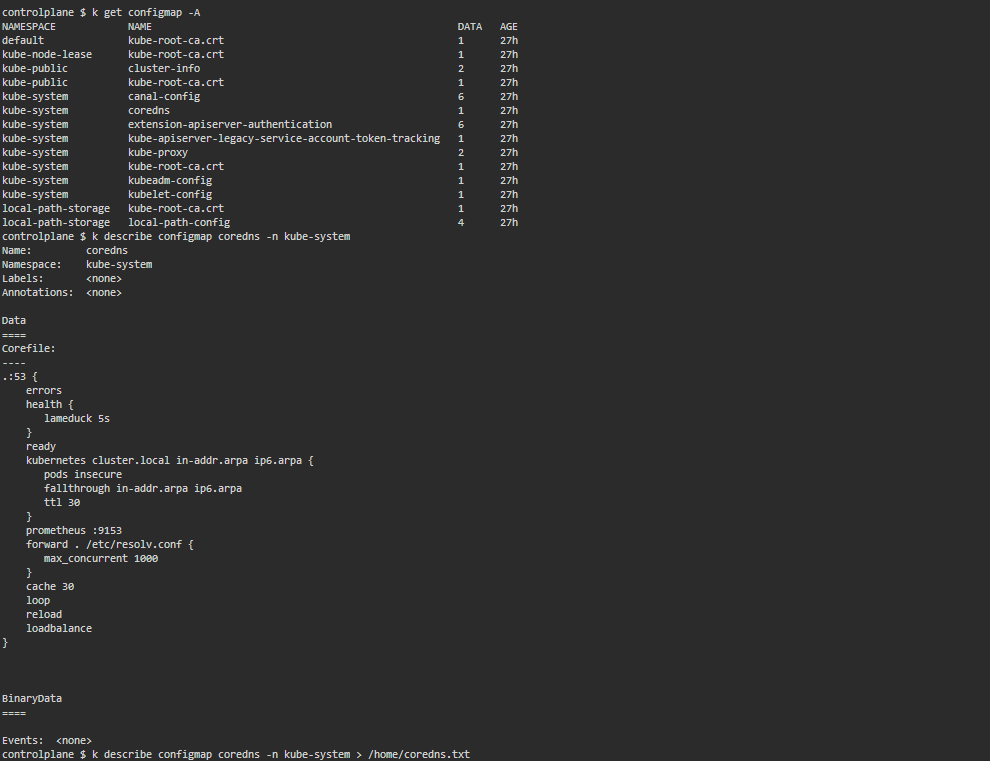 controlplane $ k get configmap -A
NAMESPACE            NAME                                                   DATA   AGE
default              kube-root-ca.crt                                       1      27h
kube-node-lease      kube-root-ca.crt                                       1      27h
kube-public          cluster-info                                           2      27h
kube-public          kube-root-ca.crt                                       1      27h
kube-system          canal-config                                           6      27h
kube-system          coredns                                                1      27h
kube-system          extension-apiserver-authentication                     6      27h
kube-system          kube-apiserver-legacy-service-account-token-tracking   1      27h
kube-system          kube-proxy                                             2      27h
kube-system          kube-root-ca.crt                                       1      27h
kube-system          kubeadm-config                                         1      27h
kube-system          kubelet-config                                         1      27h
local-path-storage   kube-root-ca.crt                                       1      27h
local-path-storage   local-path-config                                      4      27h
controlplane $ k describe configmap coredns -n kube-system
Name:         coredns
Namespace:    kube-system
Labels:       <none>
Annotations:  <none>

Data
====
Corefile:
----
.:53 {
    errors
    health {
       lameduck 5s
    }
    ready
    kubernetes cluster.local in-addr.arpa ip6.arpa {
       pods insecure
       fallthrough in-addr.arpa ip6.arpa
       ttl 30
    }
    prometheus :9153
    forward . /etc/resolv.conf {
       max_concurrent 1000
    }
    cache 30
    loop
    reload
    loadbalance
}

BinaryData
====

Events:  <none>
controlplane $ k describe configmap coredns -n kube-system > /home/coredns.txt